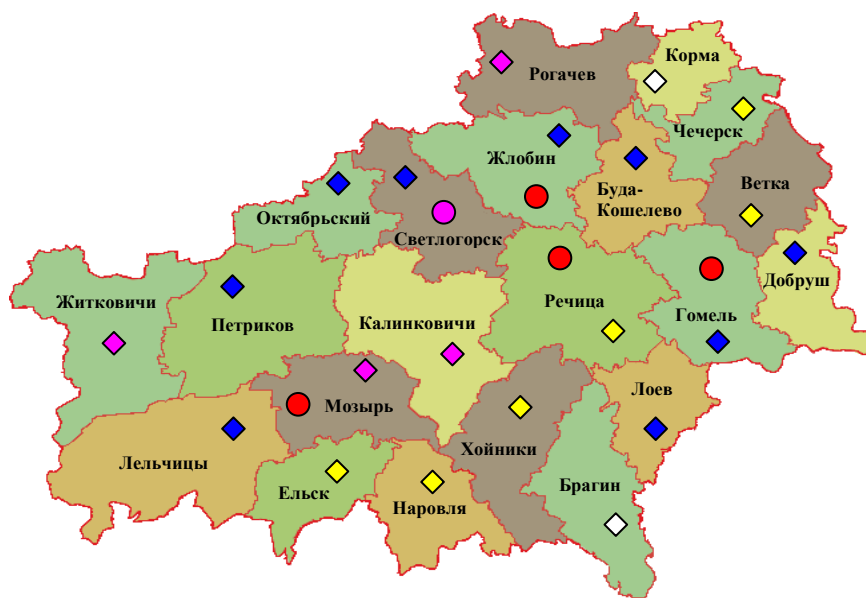 Корма
Рогачев
Чечерск
Жлобин
Ветка
Буда-
Кошелево
Октябрьский
Светлогорск
Добруш
Житковичи
Речица
Гомель
Петриков
Калинковичи
Лоев
Мозырь
Хойники
Лельчицы
Брагин
Ельск
Наровля